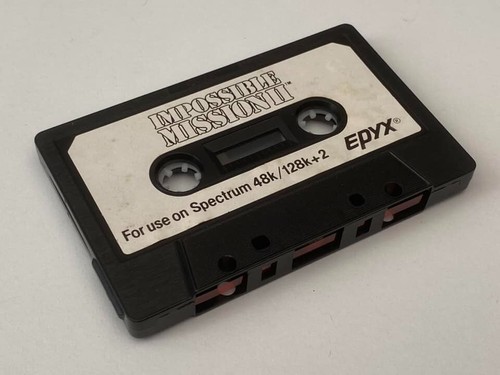 IMPOSSIBLE
MISSION II™
EPYX®
For use on Spectrum 48k/128k+2